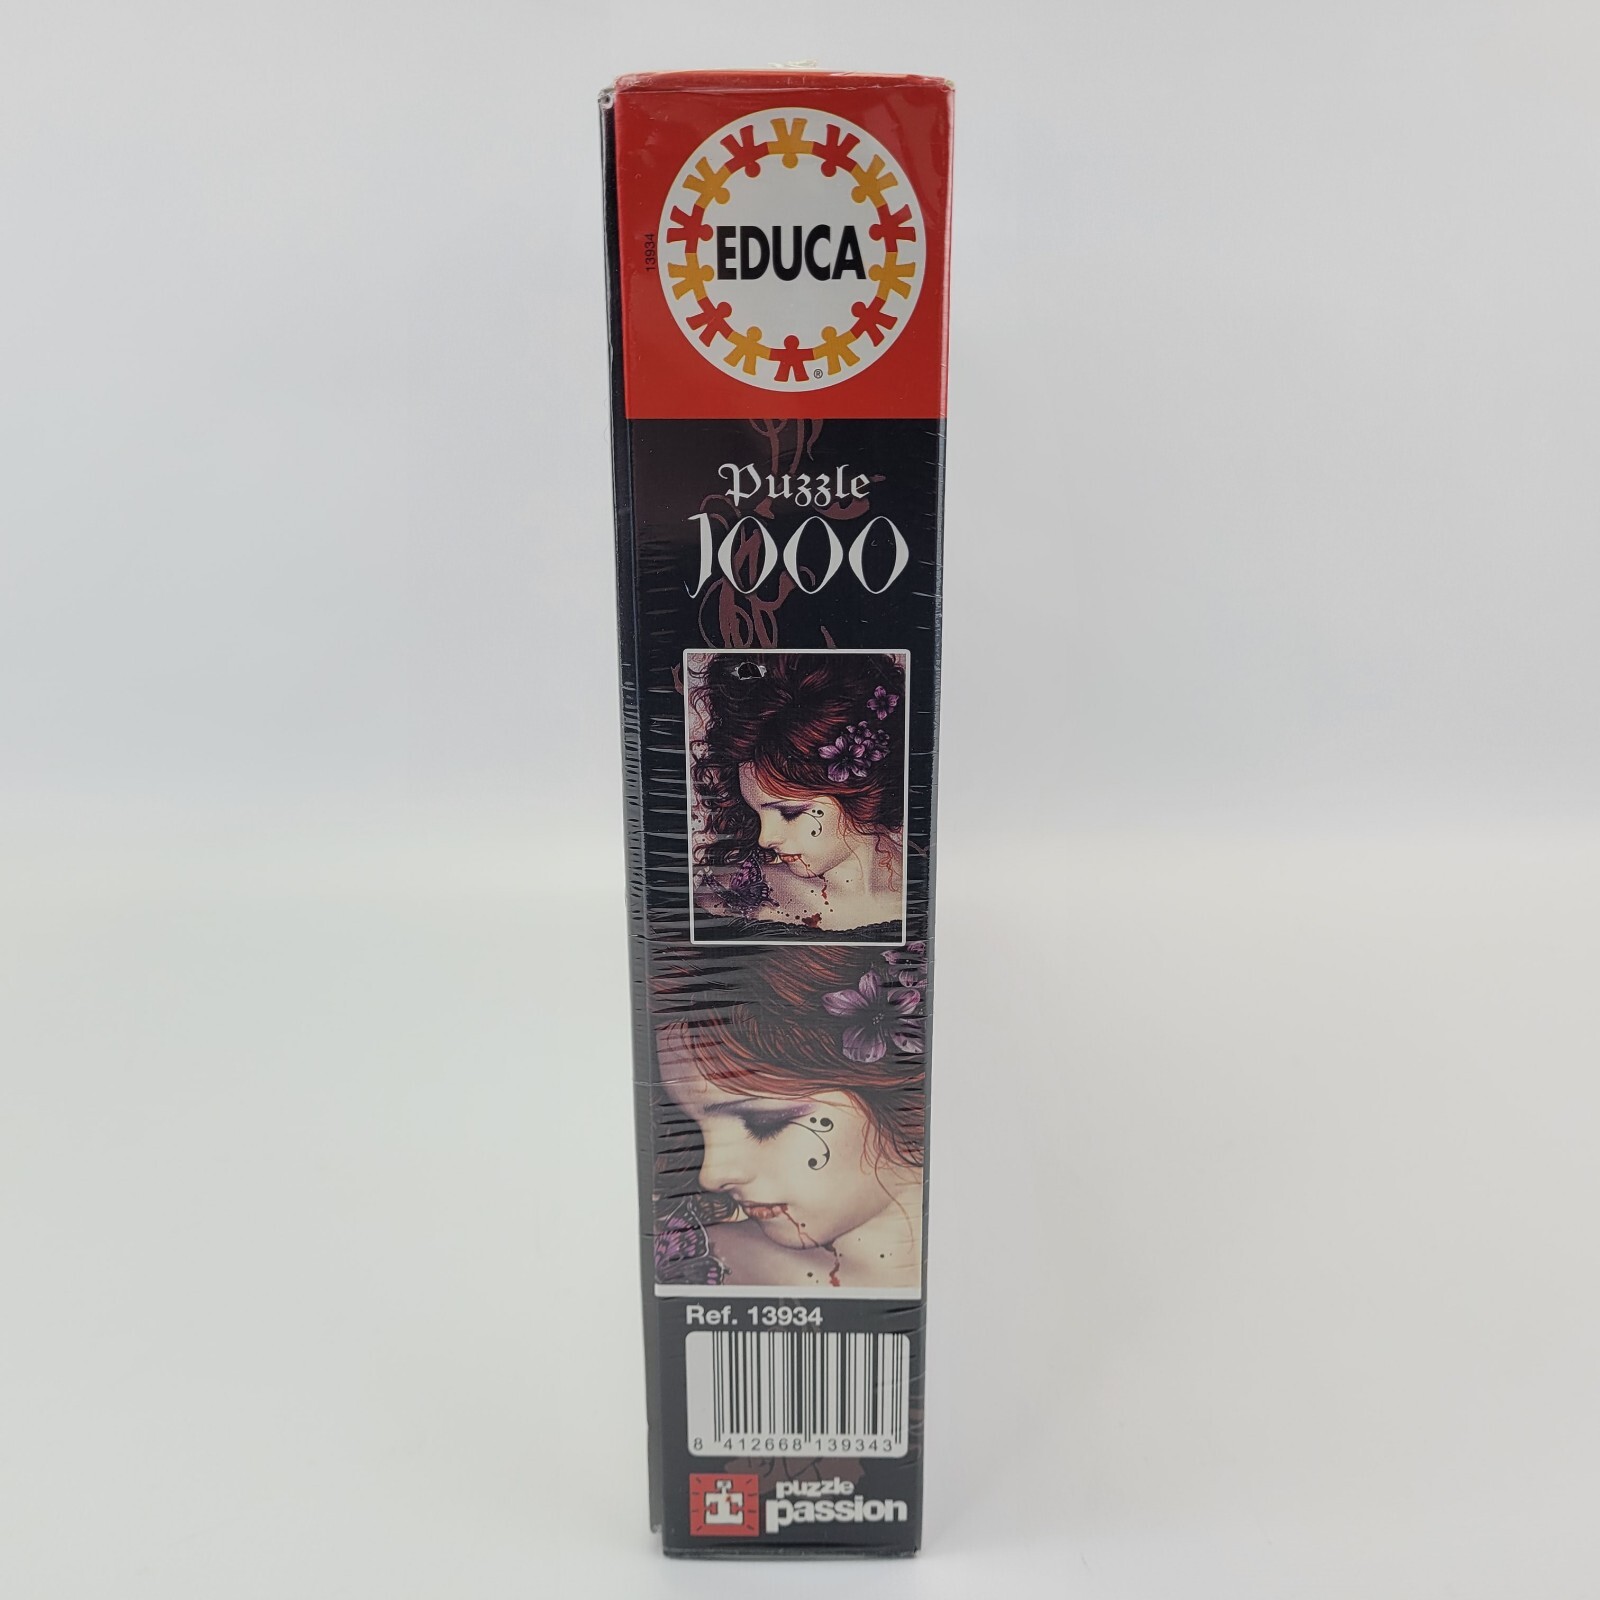 13934
EDUCA
®
Puzzle
1000
Ref. 13934
8 412668 139343
puzzle
passion